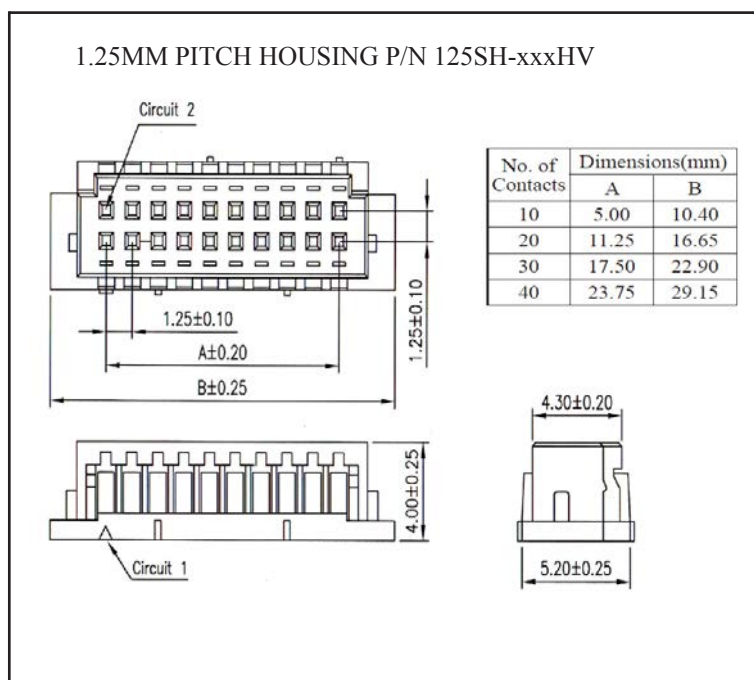 1.25MM PITCH HOUSING P/N 125SH-xxxHV
Circuit 2
No. of Contacts Dimensions(mm)
A B
10 5.00 10.40
20 11.25 16.65
30 17.50 22.90
40 23.75 29.15
1.25±0.10
1.25±0.10
A±0.20
B±0.25
4.30±0.20
4.00±0.25
Circuit 1
5.20±0.25